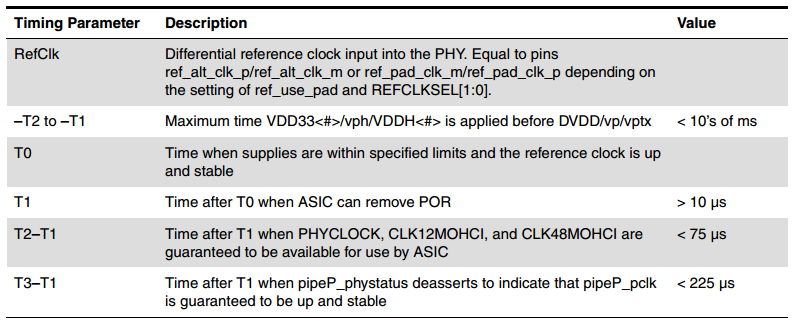 Timing Parameter Description Value
RefClk Differential reference clock input into the PHY. Equal to pins
ref_alt_clk_p/ref_alt_clk_m or ref_pad_clk_m/ref_pad_clk_p depending on
the setting of ref_use_pad and REFCLKSEL[1:0].
–T2 to –T1 Maximum time VDD33<#>/vph/VDDH<#> is applied before DVDD/vp/vptx < 10’s of ms
T0 Time when supplies are within specified limits and the reference clock is up
and stable
T1 Time after T0 when ASIC can remove POR > 10 µs
T2–T1 Time after T1 when PHYCLOCK, CLK12MOHCI, and CLK48MOHCI are < 75 µs
guaranteed to be available for use by ASIC
T3–T1 Time after T1 when pipeP_phystatus deasserts to indicate that pipeP_pclk < 225 µs
is guaranteed to be up and stable